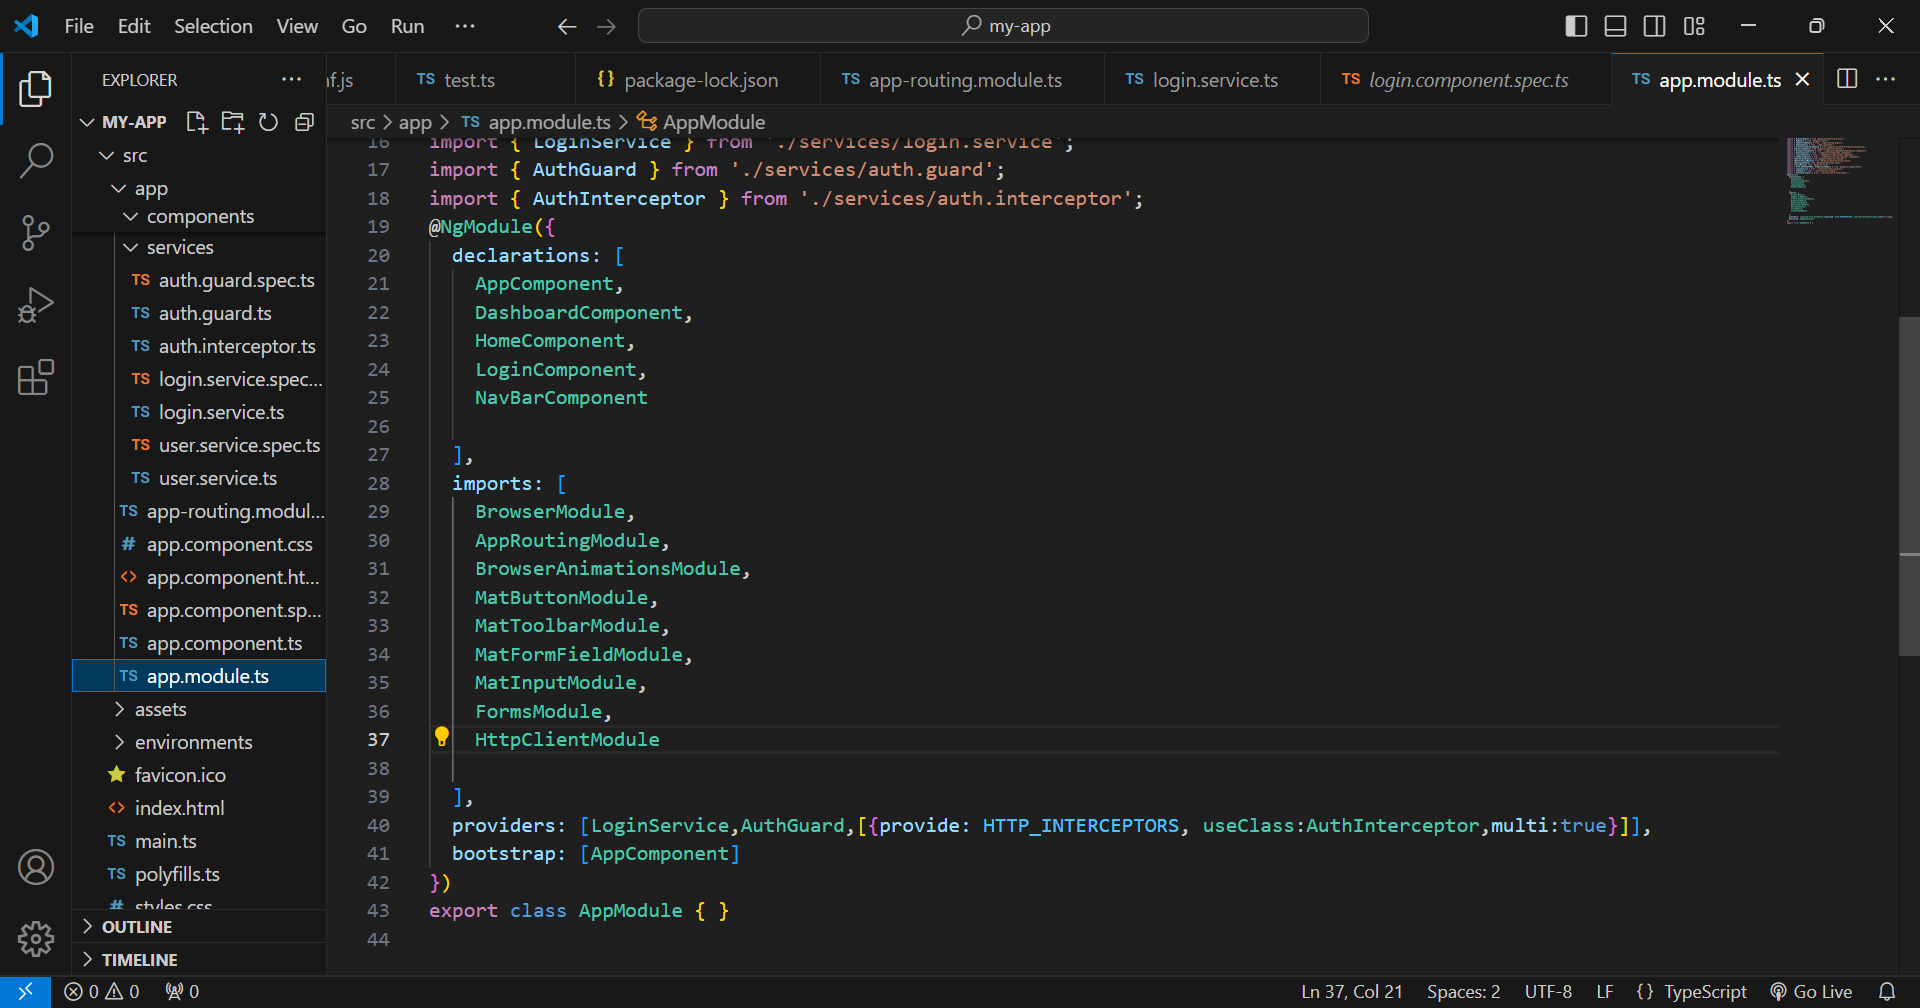 File Edit Selection View Go Run ···
my-app
EXPLORER ···
nf.js
TS test.ts
{} package-lock.json
TS app-routing.module.ts
TS login.service.ts
TS login.component.spec.ts
TS app.module.ts
MY-APP
src > app > TS app.module.ts > AppModule
src
app
components
services
TS auth.guard.spec.ts
TS auth.guard.ts
TS auth.interceptor.ts
TS login.service.spec...
TS login.service.ts
TS user.service.spec.ts
TS user.service.ts
TS app-routing.modul...
# app.component.css
<> app.component.ht...
TS app.component.sp...
TS app.component.ts
TS app.module.ts
assets
environments
favicon.ico
<> index.html
TS main.ts
TS polyfills.ts
# styles.css
OUTLINE
TIMELINE
16 import { LoginService } from './services/login.service';
17 import { AuthGuard } from './services/auth.guard';
18 import { AuthInterceptor } from './services/auth.interceptor';
19 @NgModule({
20 declarations: [
21 AppComponent,
22 DashboardComponent,
23 HomeComponent,
24 LoginComponent,
25 NavBarComponent
26
27 ],
28 imports: [
29 BrowserModule,
30 AppRoutingModule,
31 BrowserAnimationsModule,
32 MatButtonModule,
33 MatToolbarModule,
34 MatFormFieldModule,
35 MatInputModule,
36 FormsModule,
37 HttpClientModule
38
39 ],
40 providers: [LoginService,AuthGuard,[{provide: HTTP_INTERCEPTORS, useClass:AuthInterceptor,multi:true}]],
41 bootstrap: [AppComponent]
42 })
43 export class AppModule { }
44
0 0 0
Ln 37, Col 21 Spaces: 2 UTF-8 LF {} TypeScript Go Live